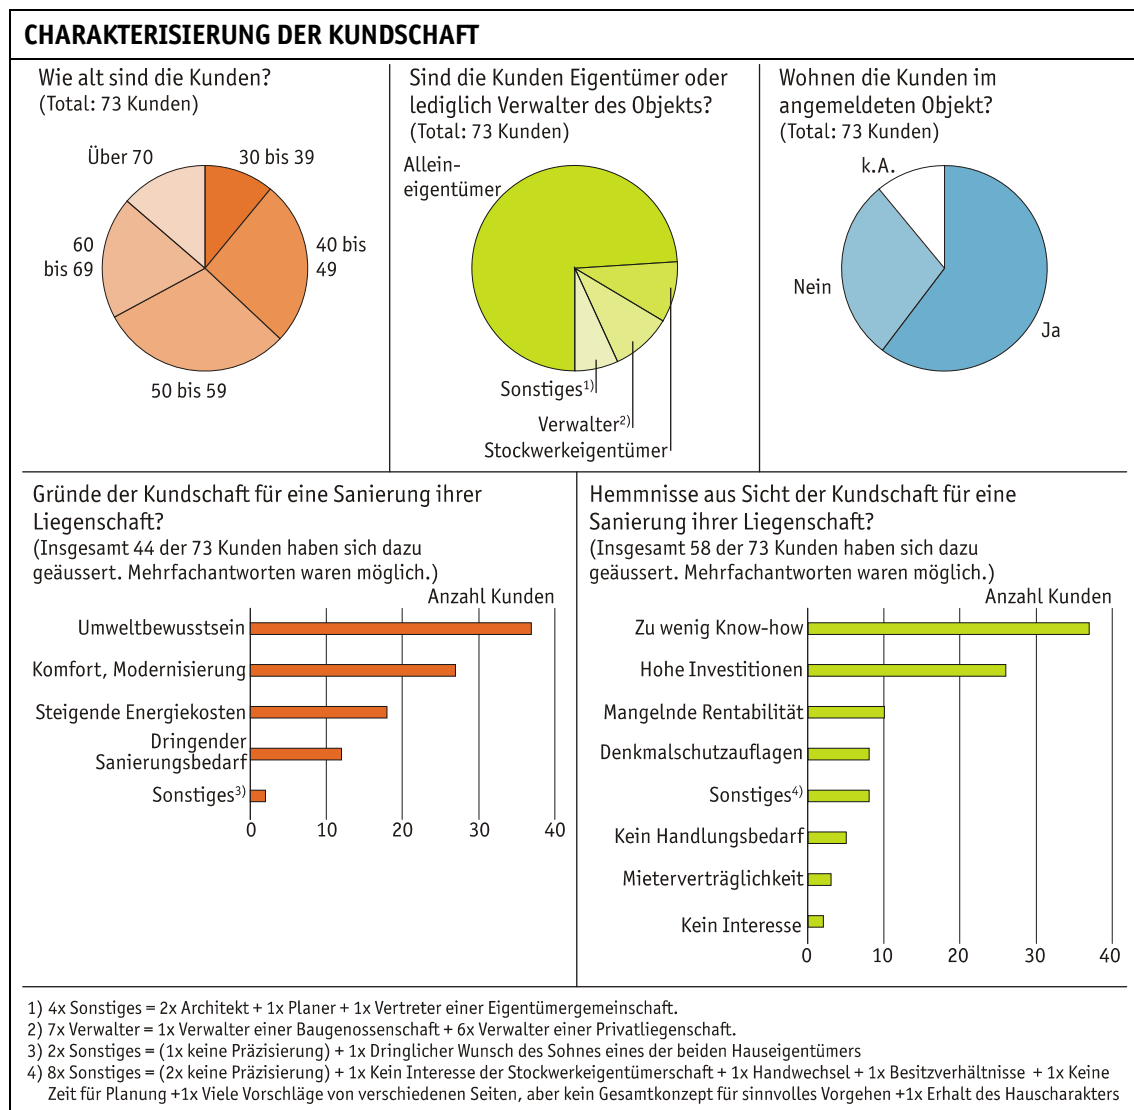 CHARAKTERISIERUNG DER KUNDSCHAFT
Wie alt sind die Kunden?
(Total: 73 Kunden)
Über 70
30 bis 39
60
bis 69
40 bis
49
50 bis 59
Sind die Kunden Eigentümer oder
lediglich Verwalter des Objekts?
(Total: 73 Kunden)
Allein-
eigentümer
Sonstiges1)
Verwalter2)
Stockwerkeigentümer
Wohnen die Kunden im
angemeldeten Objekt?
(Total: 73 Kunden)
k.A.
Nein
Ja
Gründe der Kundschaft für eine Sanierung ihrer
Liegenschaft?
(Insgesamt 44 der 73 Kunden haben sich dazu
geäussert. Mehrfachantworten waren möglich.)
Anzahl Kunden
Umweltbewusstsein
Komfort, Modernisierung
Steigende Energiekosten
Dringender
Sanierungsbedarf
Sonstiges3)
0 10 20 30 40
Hemmnisse aus Sicht der Kundschaft für eine
Sanierung ihrer Liegenschaft?
(Insgesamt 58 der 73 Kunden haben sich dazu
geäussert. Mehrfachantworten waren möglich.)
Anzahl Kunden
Zu wenig Know-how
Hohe Investitionen
Mangelnde Rentabilität
Denkmalschutzauflagen
Sonstiges4)
Kein Handlungsbedarf
Mieterverträglichkeit
Kein Interesse
0 10 20 30 40
1) 4x Sonstiges = 2x Architekt + 1x Planer + 1x Vertreter einer Eigentümergemeinschaft.
2) 7x Verwalter = 1x Verwalter einer Baugenossenschaft + 6x Verwalter einer Privatliegenschaft.
3) 2x Sonstiges = (1x keine Präzisierung) + 1x Dringlicher Wunsch des Sohnes eines der beiden Hauseigentümers
4) 8x Sonstiges = (2x keine Präzisierung) + 1x Kein Interesse der Stockwerkeigentümerschaft + 1x Handwechsel + 1x Besitzverhältnisse + 1x Keine
Zeit für Planung +1x Viele Vorschläge von verschiedenen Seiten, aber kein Gesamtkonzept für sinnvolles Vorgehen +1x Erhalt des Hauscharakters